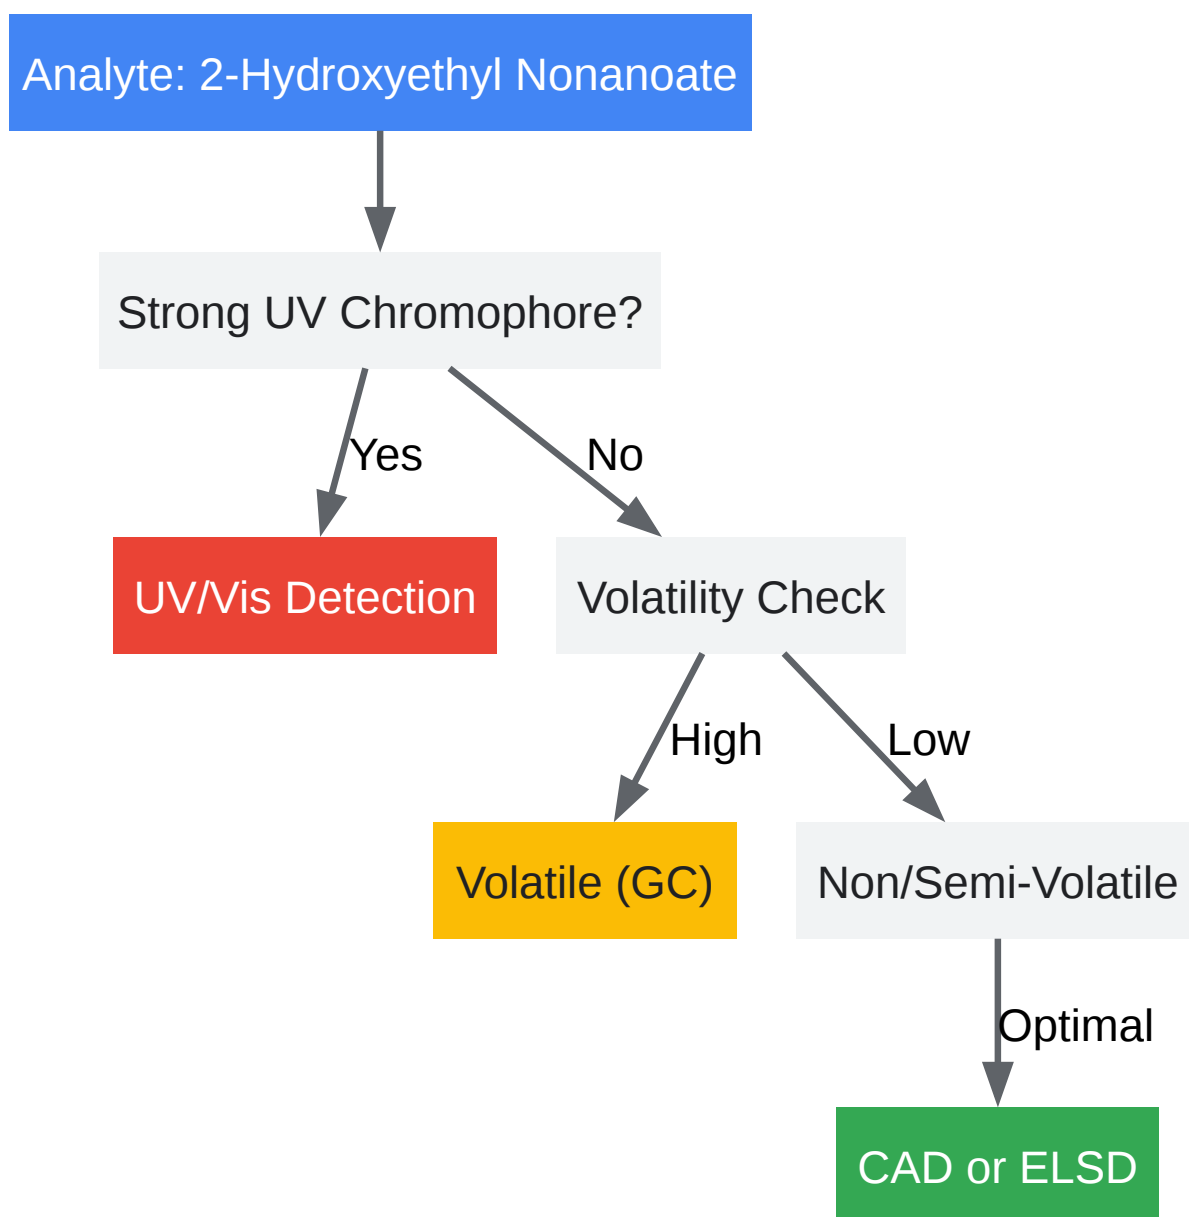 Analyte: 2-Hydroxyethyl Nonanoate
Strong UV Chromophore?
Yes
No
UV/Vis Detection
Volatility Check
High
Low
Volatile (GC)
Non/Semi-Volatile
Optimal
CAD or ELSD